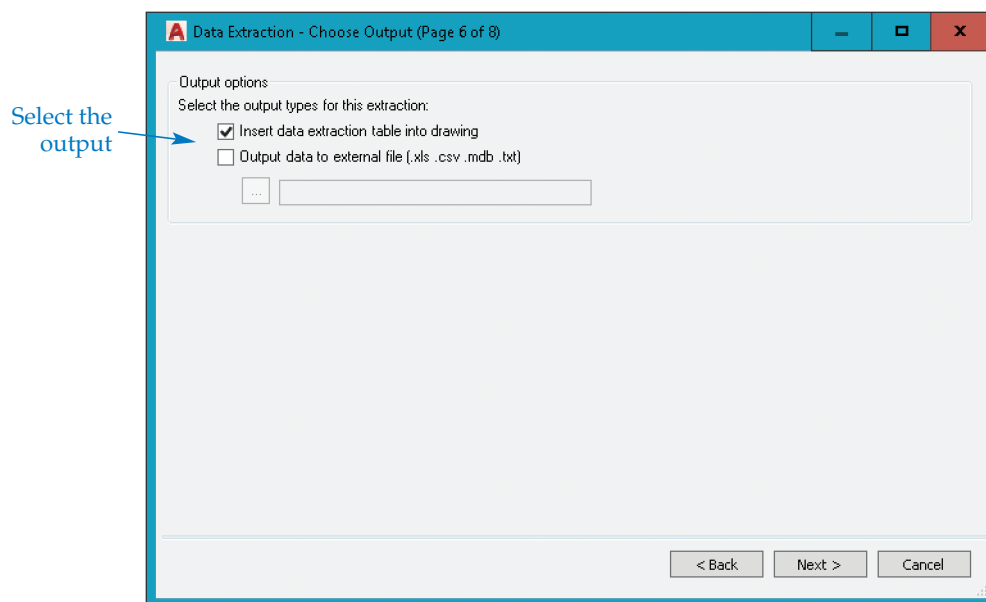 Data Extraction - Choose Output (Page 6 of 8)
Output options
Select the output types for this extraction:
Select the
output
Insert data extraction table into drawing
Output data to external file (.xls .csv .mdb .txt)
...
< Back
Next >
Cancel